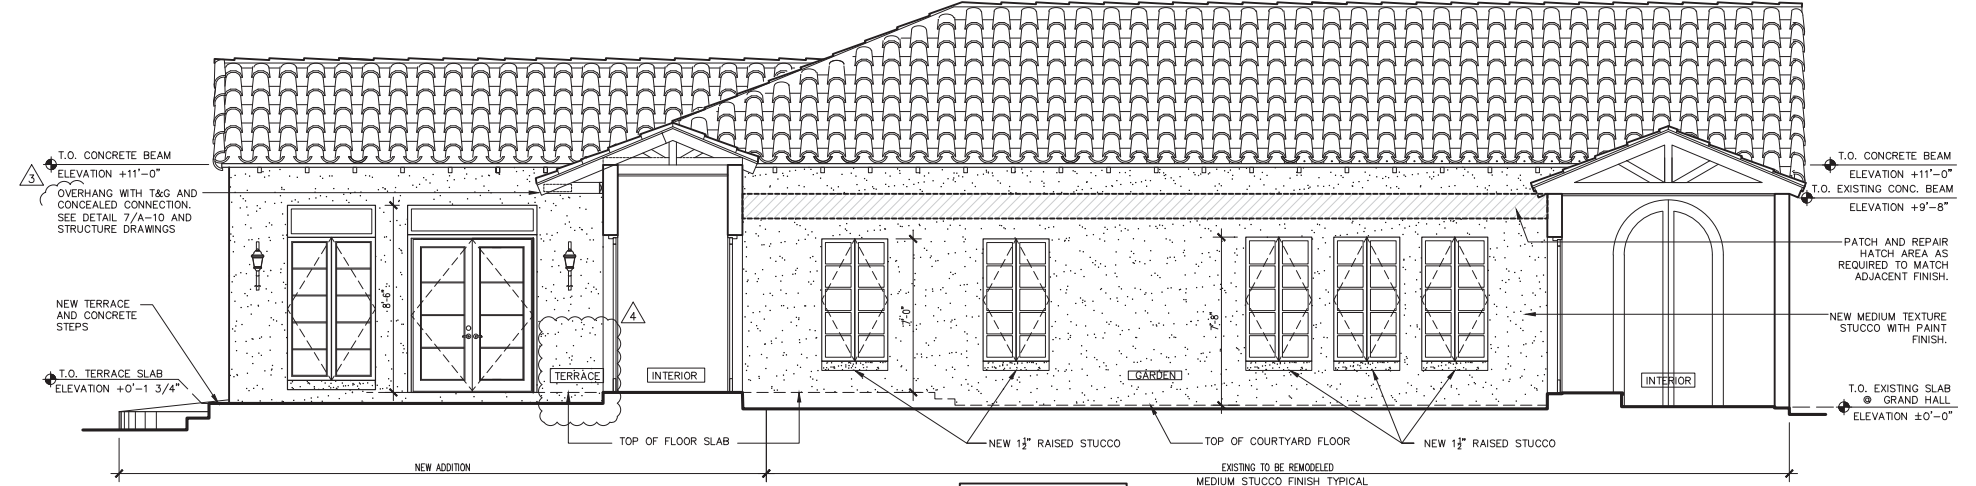 T.O. CONCRETE BEAM
ELEVATION +11'-0"
3
OVERHANG WITH T&G AND
CONCEALED CONNECTION.
SEE DETAIL 7/A-10 AND
STRUCTURE DRAWINGS
NEW TERRACE
AND CONCRETE
STEPS
T.O. TERRACE SLAB
ELEVATION +0'-1 3/4"
8'-6"
4
TERRACE
INTERIOR
7'-0"
GARDEN
7'-8"
INTERIOR
T.O. CONCRETE BEAM
ELEVATION +11'-0"
T.O. EXISTING CONC. BEAM
ELEVATION +9'-8"
PATCH AND REPAIR
HATCH AREA AS
REQUIRED TO MATCH
ADJACENT FINISH.
NEW MEDIUM TEXTURE
STUCCO WITH PAINT
FINISH.
T.O. EXISTING SLAB
@ GRAND HALL
ELEVATION ±0'-0"
TOP OF FLOOR SLAB
NEW 1½" RAISED STUCCO
TOP OF COURTYARD FLOOR
NEW 1½" RAISED STUCCO
NEW ADDITION
EXISTING TO BE REMODELED
MEDIUM STUCCO FINISH TYPICAL